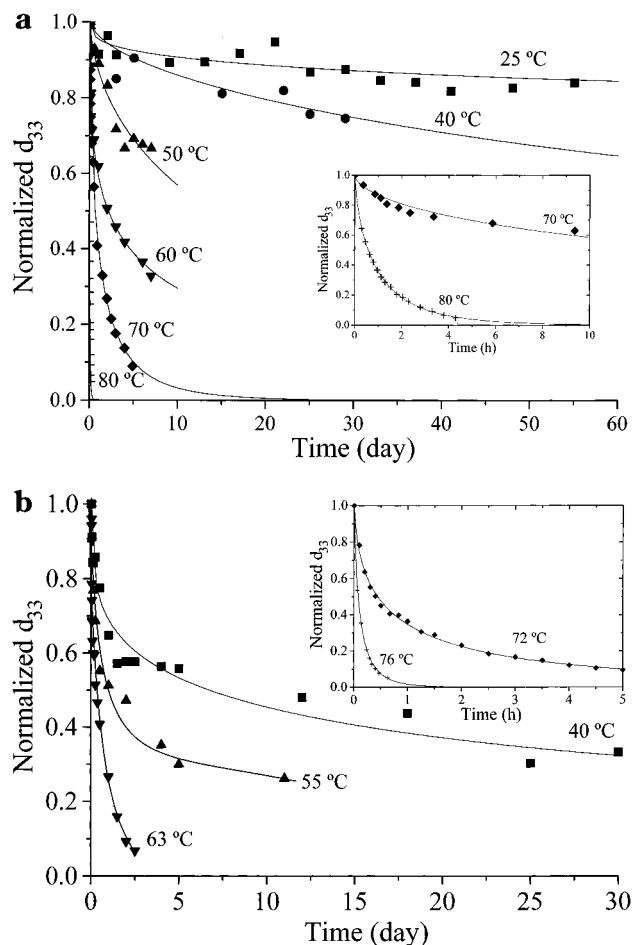 a
Normalized d33
1.0
0.8
0.6
0.4
0.2
0.0
25 ºC
40 ºC
50 ºC
60 ºC
70 ºC
80 ºC
0
10
20
30
40
50
60
Time (day)
Normalized d33
1.0
0.8
0.6
0.4
0.2
0.0
70 ºC
80 ºC
0
2
4
6
8
10
Time (h)
b
Normalized d33
1.0
0.8
0.6
0.4
0.2
0.0
40 ºC
55 ºC
63 ºC
0
5
10
15
20
25
30
Time (day)
Normalized d33
1.0
0.8
0.6
0.4
0.2
0.0
72 ºC
76 ºC
0
1
2
3
4
5
Time (h)